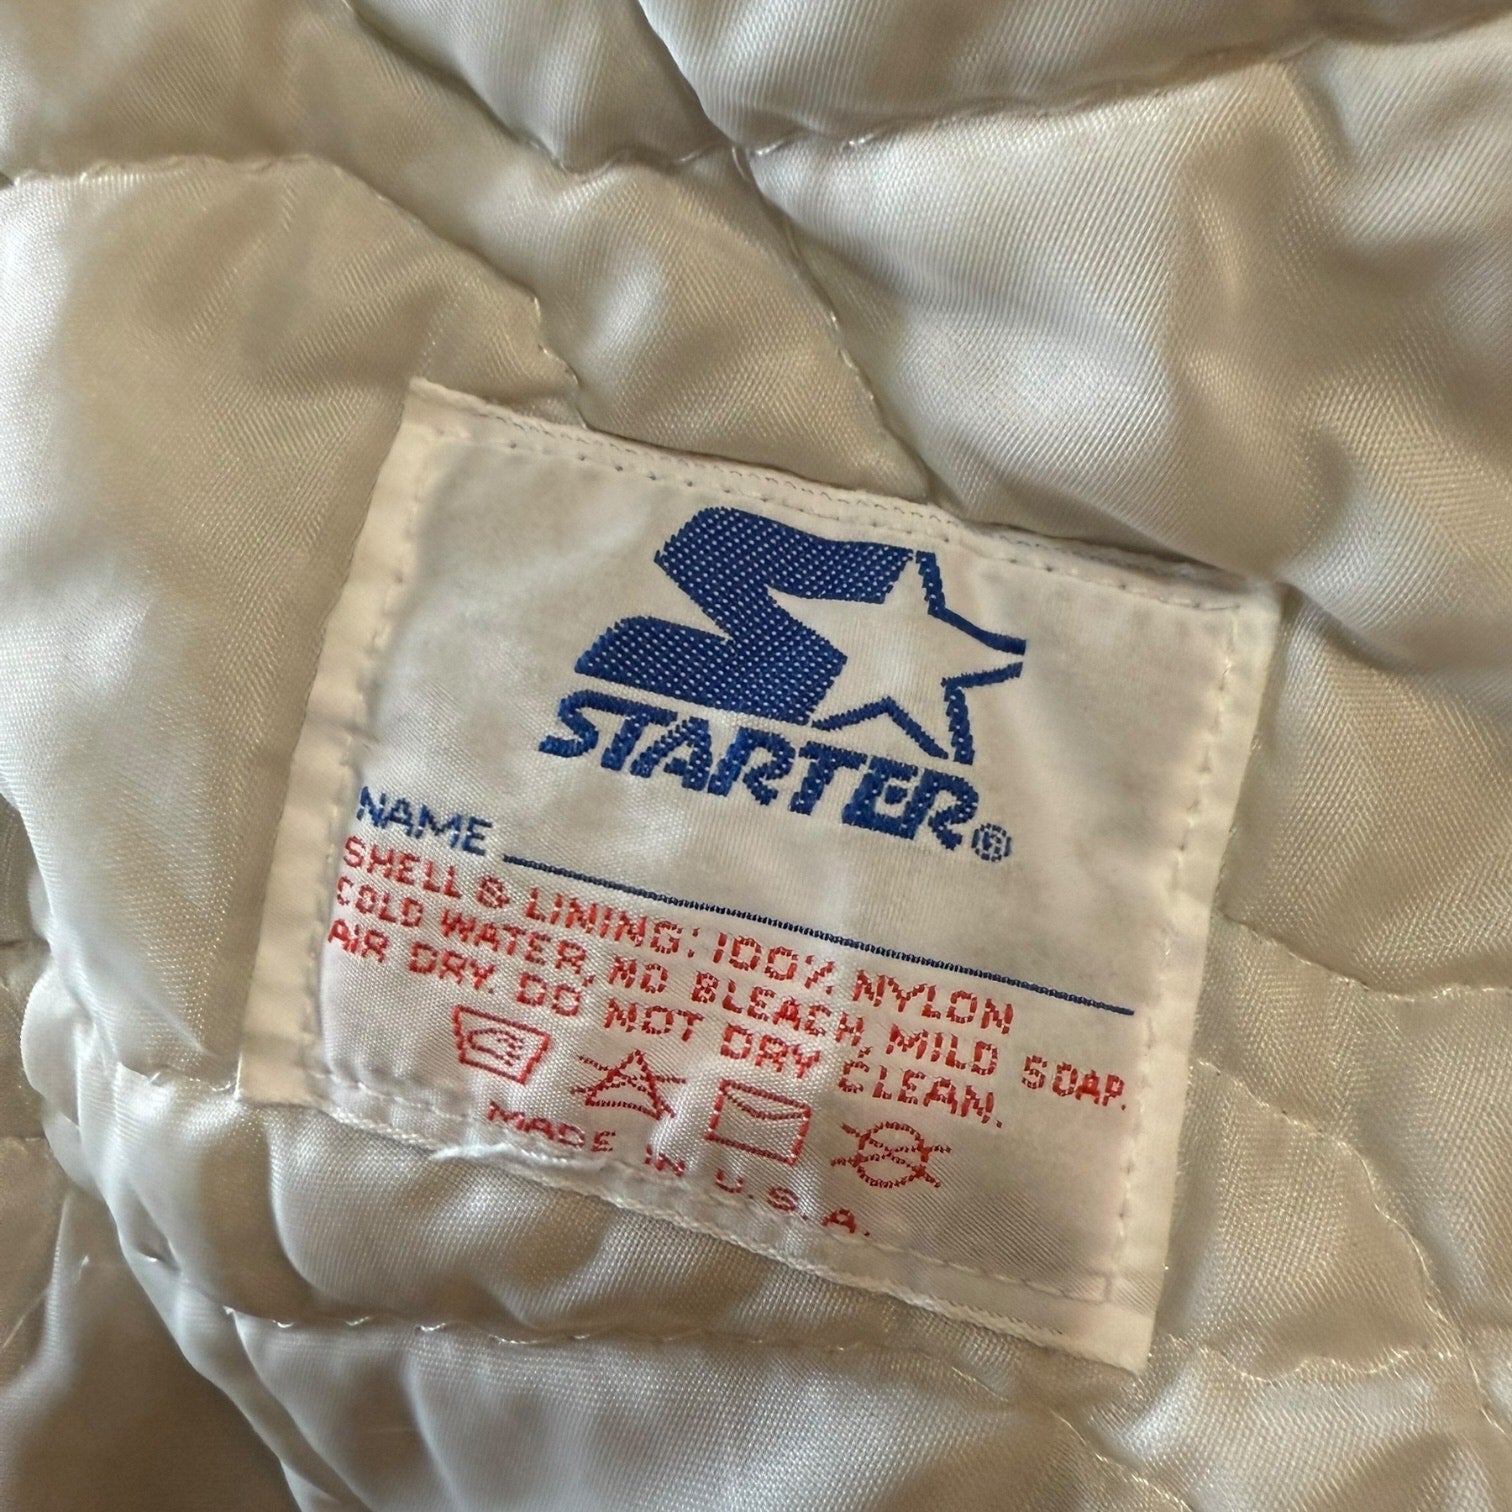 STARTER®
NAME
SHELL & LINING: 100% NYLON
COLD WATER, NO BLEACH, MILD SOAP.
AIR DRY. DO NOT DRY CLEAN.
MADE IN U.S.A.